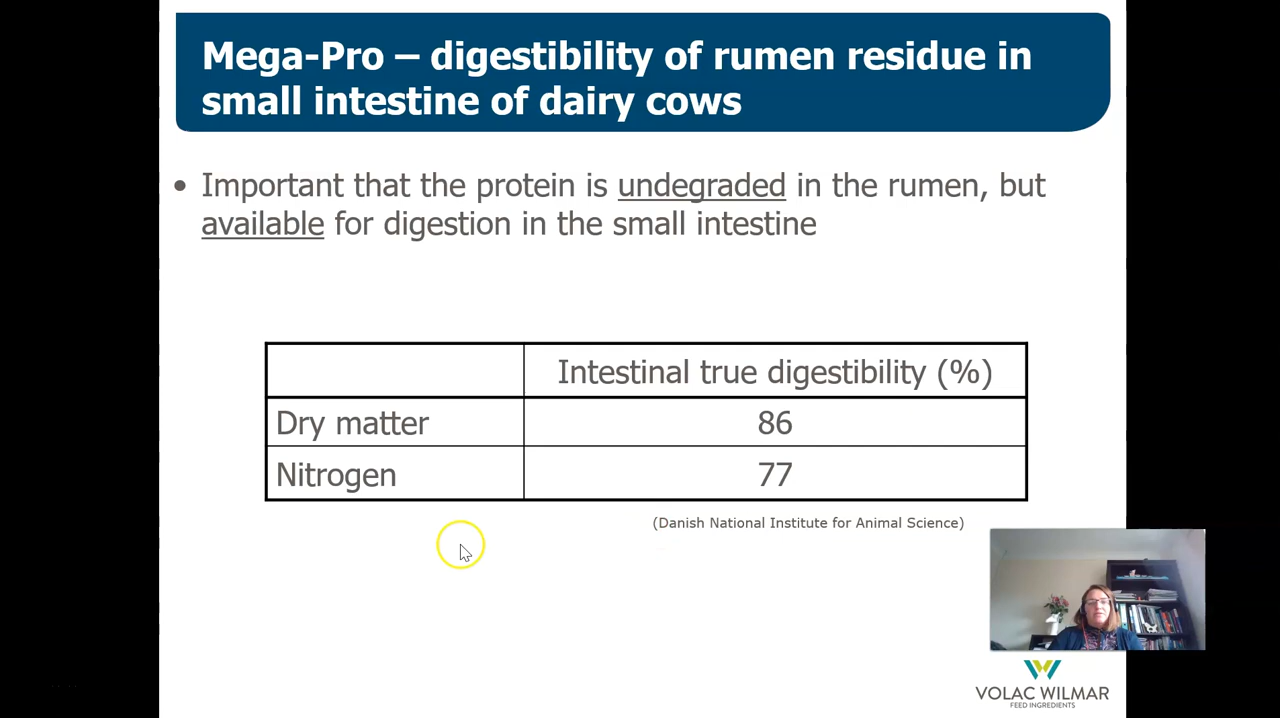 Mega-Pro – digestibility of rumen residue in
small intestine of dairy cows
• Important that the protein is undegraded in the rumen, but
available for digestion in the small intestine
Intestinal true digestibility (%)
Dry matter 86
Nitrogen 77
(Danish National Institute for Animal Science)
VOLAC WILMAR
FEED INGREDIENTS